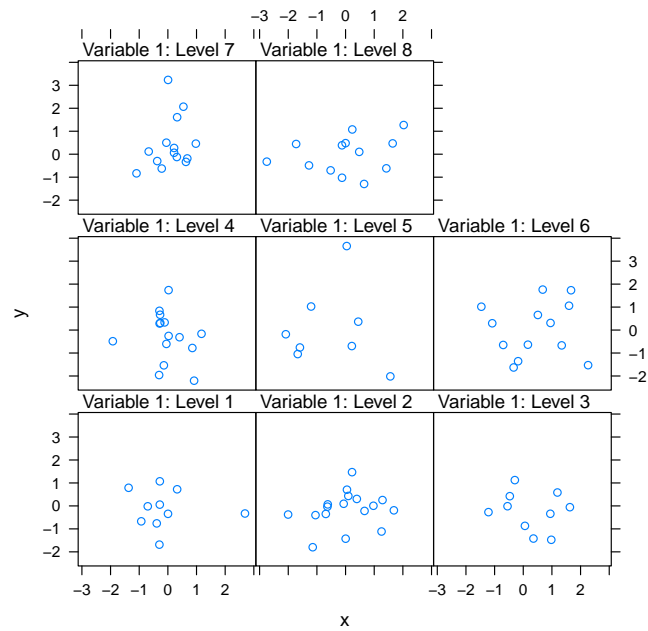 −3 −2 −1 0 1 2
Variable 1: Level 7
Variable 1: Level 8
3
2
1
0
−1
−2
Variable 1: Level 4
Variable 1: Level 5
Variable 1: Level 6
3
2
1
0
−1
−2
y
Variable 1: Level 1
Variable 1: Level 2
Variable 1: Level 3
3
2
1
0
−1
−2
−3 −2 −1 0 1 2
−3 −2 −1 0 1 2
x